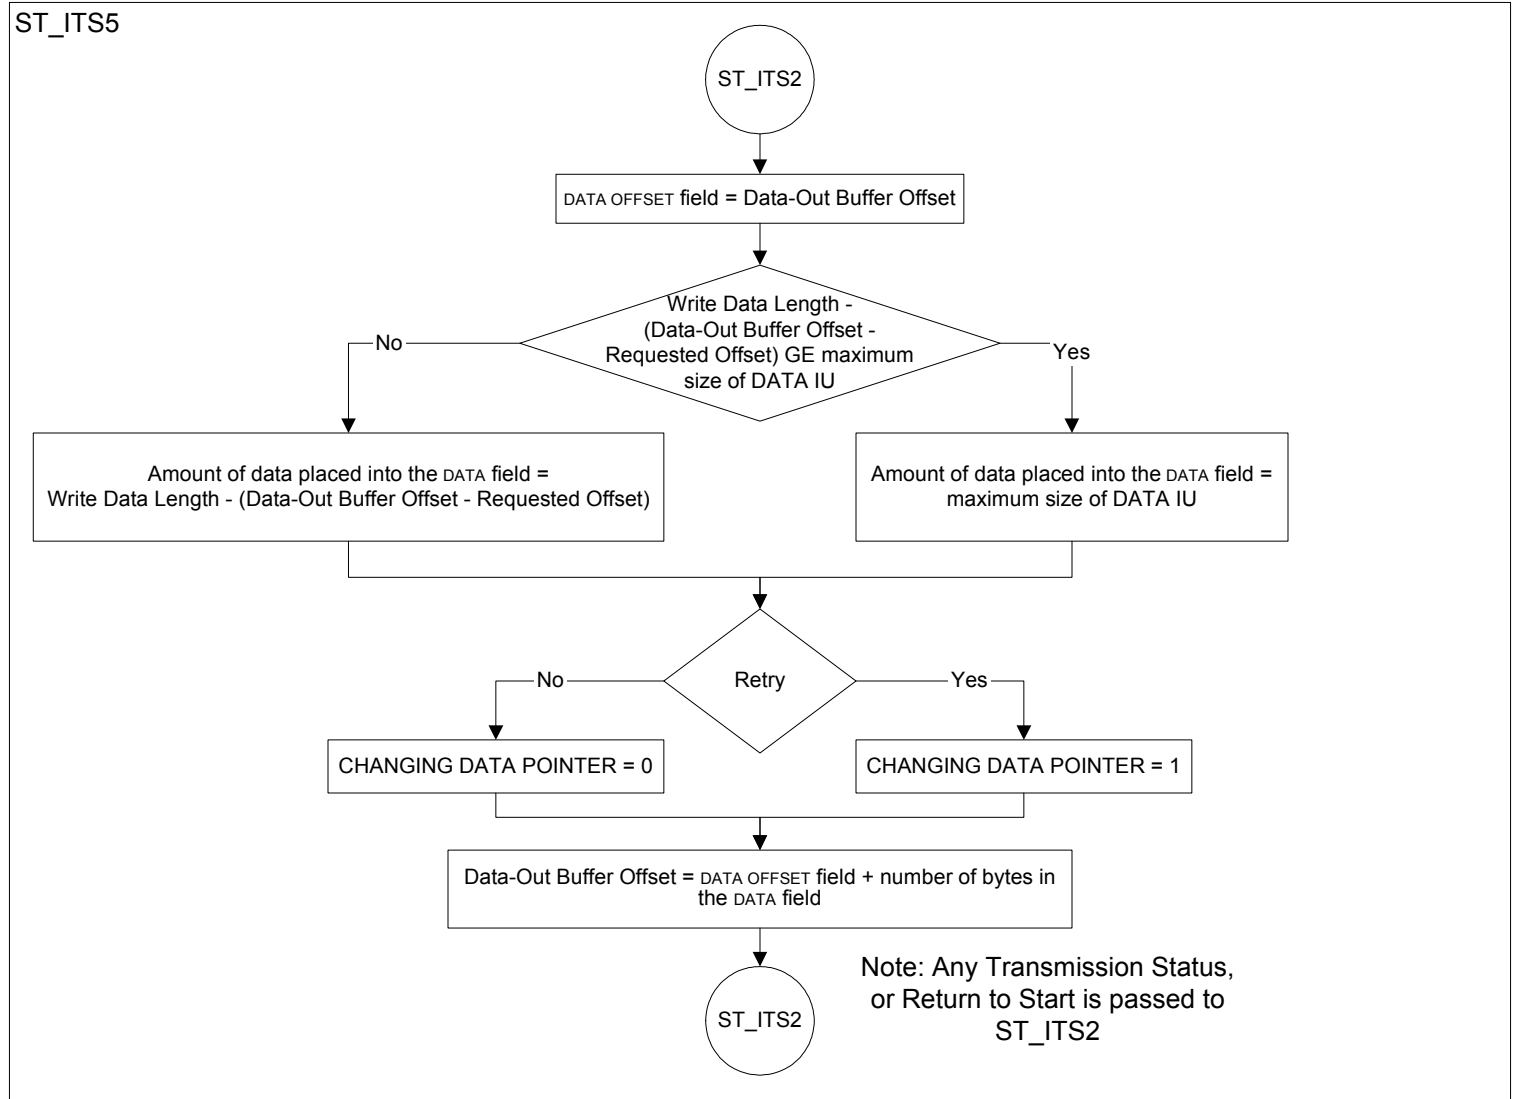 ST_ITS5
ST_ITS2
DATA OFFSET field = Data-Out Buffer Offset
Write Data Length -
(Data-Out Buffer Offset -
Requested Offset) GE maximum
size of DATA IU
No
Yes
Amount of data placed into the DATA field =
Write Data Length - (Data-Out Buffer Offset - Requested Offset)
Amount of data placed into the DATA field =
maximum size of DATA IU
Retry
No
Yes
CHANGING DATA POINTER = 0
CHANGING DATA POINTER = 1
Data-Out Buffer Offset = DATA OFFSET field + number of bytes in
the DATA field
ST_ITS2
Note: Any Transmission Status,
or Return to Start is passed to
ST_ITS2